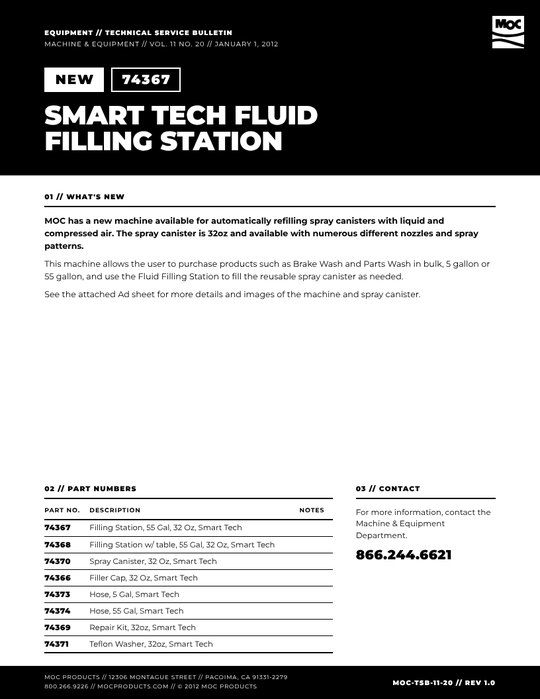 EQUIPMENT // TECHNICAL SERVICE BULLETIN
MACHINE & EQUIPMENT // VOL. 11 NO. 20 // JANUARY 1, 2012
MOC
NEW 74367
SMART TECH FLUID
FILLING STATION
01 // WHAT'S NEW
MOC has a new machine available for automatically refilling spray canisters with liquid and
compressed air. The spray canister is 32oz and available with numerous different nozzles and spray
patterns.
This machine allows the user to purchase products such as Brake Wash and Parts Wash in bulk, 5 gallon or
55 gallon, and use the Fluid Filling Station to fill the reusable spray canister as needed.
See the attached Ad sheet for more details and images of the machine and spray canister.
02 // PART NUMBERS
PART NO. DESCRIPTION NOTES
74367 Filling Station, 55 Gal, 32 Oz, Smart Tech
74368 Filling Station w/ table, 55 Gal, 32 Oz, Smart Tech
74370 Spray Canister, 32 Oz, Smart Tech
74366 Filler Cap, 32 Oz, Smart Tech
74373 Hose, 5 Gal, Smart Tech
74374 Hose, 55 Gal, Smart Tech
74369 Repair Kit, 32oz, Smart Tech
74371 Teflon Washer, 32oz, Smart Tech
03 // CONTACT
For more information, contact the
Machine & Equipment
Department.
866.244.6621
MOC PRODUCTS // 12306 MONTAGUE STREET // PACOIMA, CA 91331-2279
800.266.9226 // MOCPRODUCTS.COM // © 2012 MOC PRODUCTS
MOC-TSB-11-20 // REV 1.0